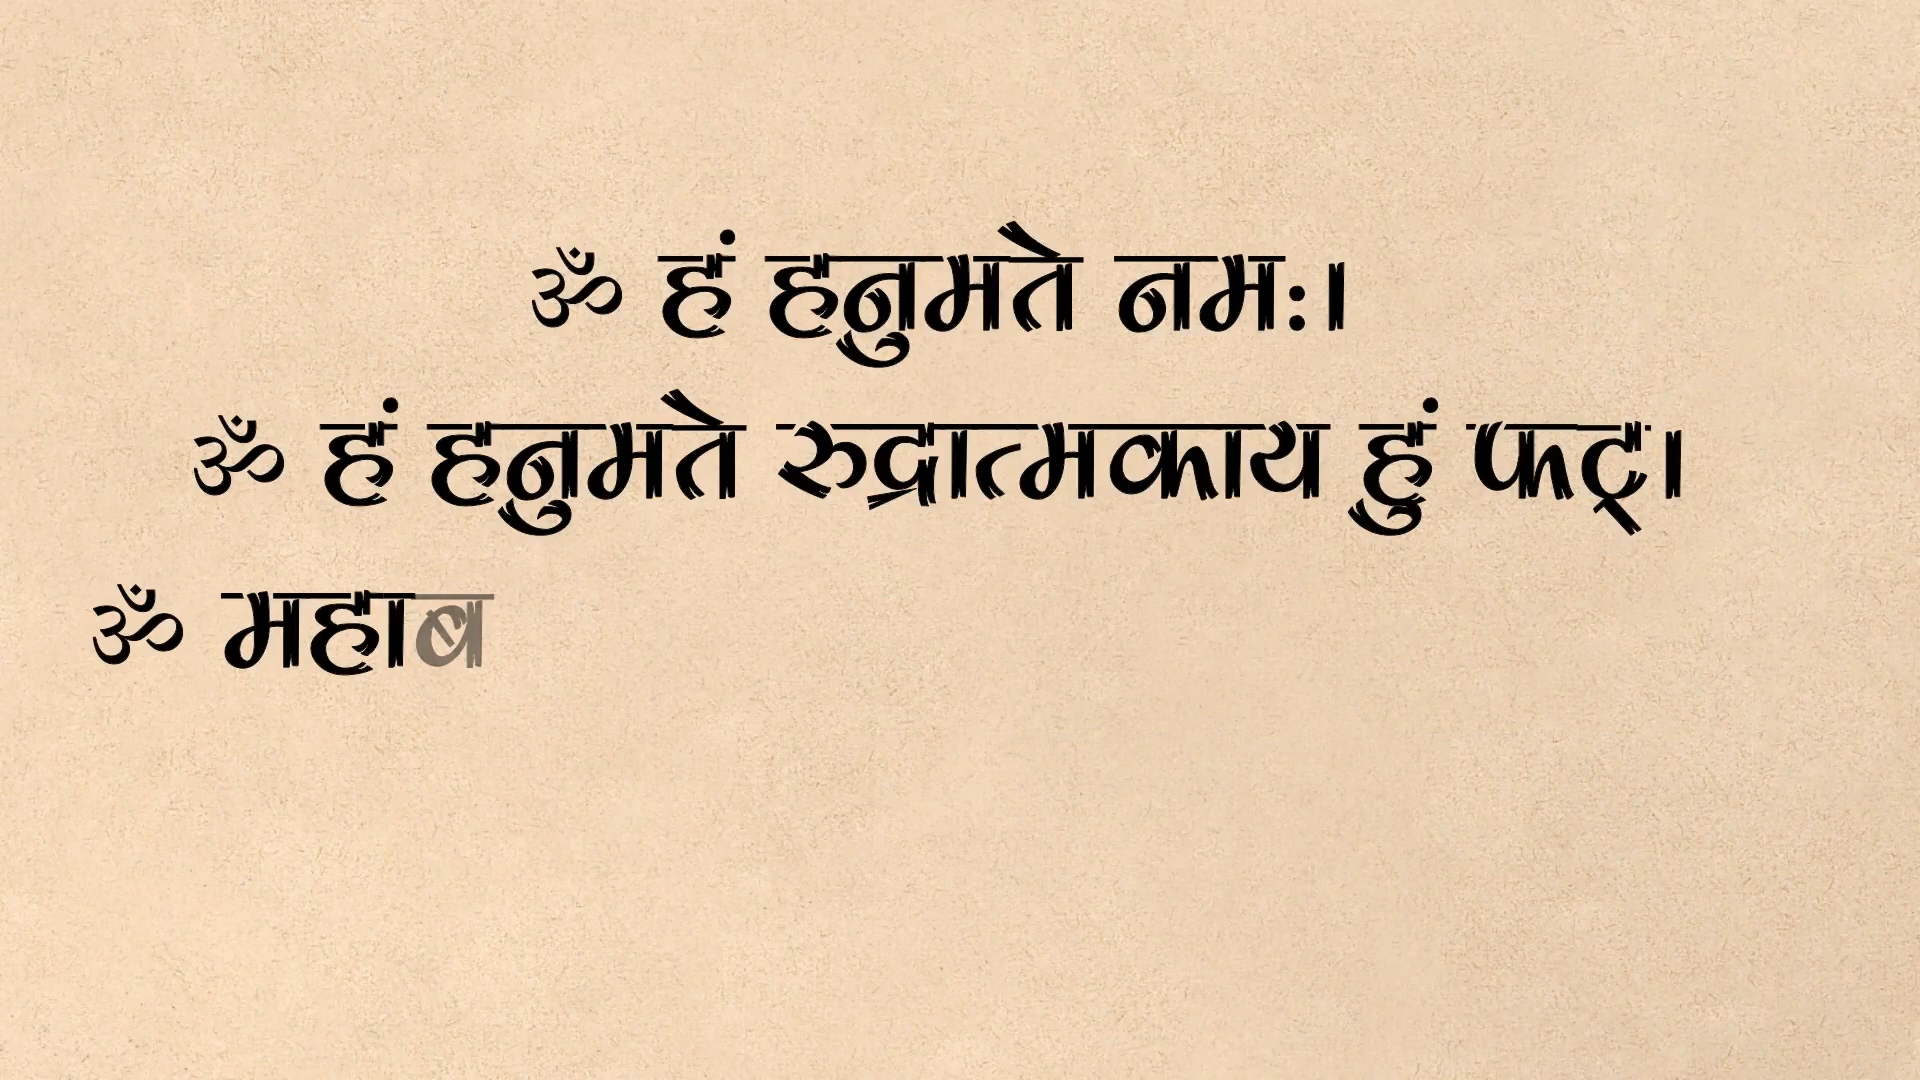 ॐ हं हनुमते नमः।
ॐ हं हनुमते रुद्रात्मकाय हुं फट्।
ॐ महाब